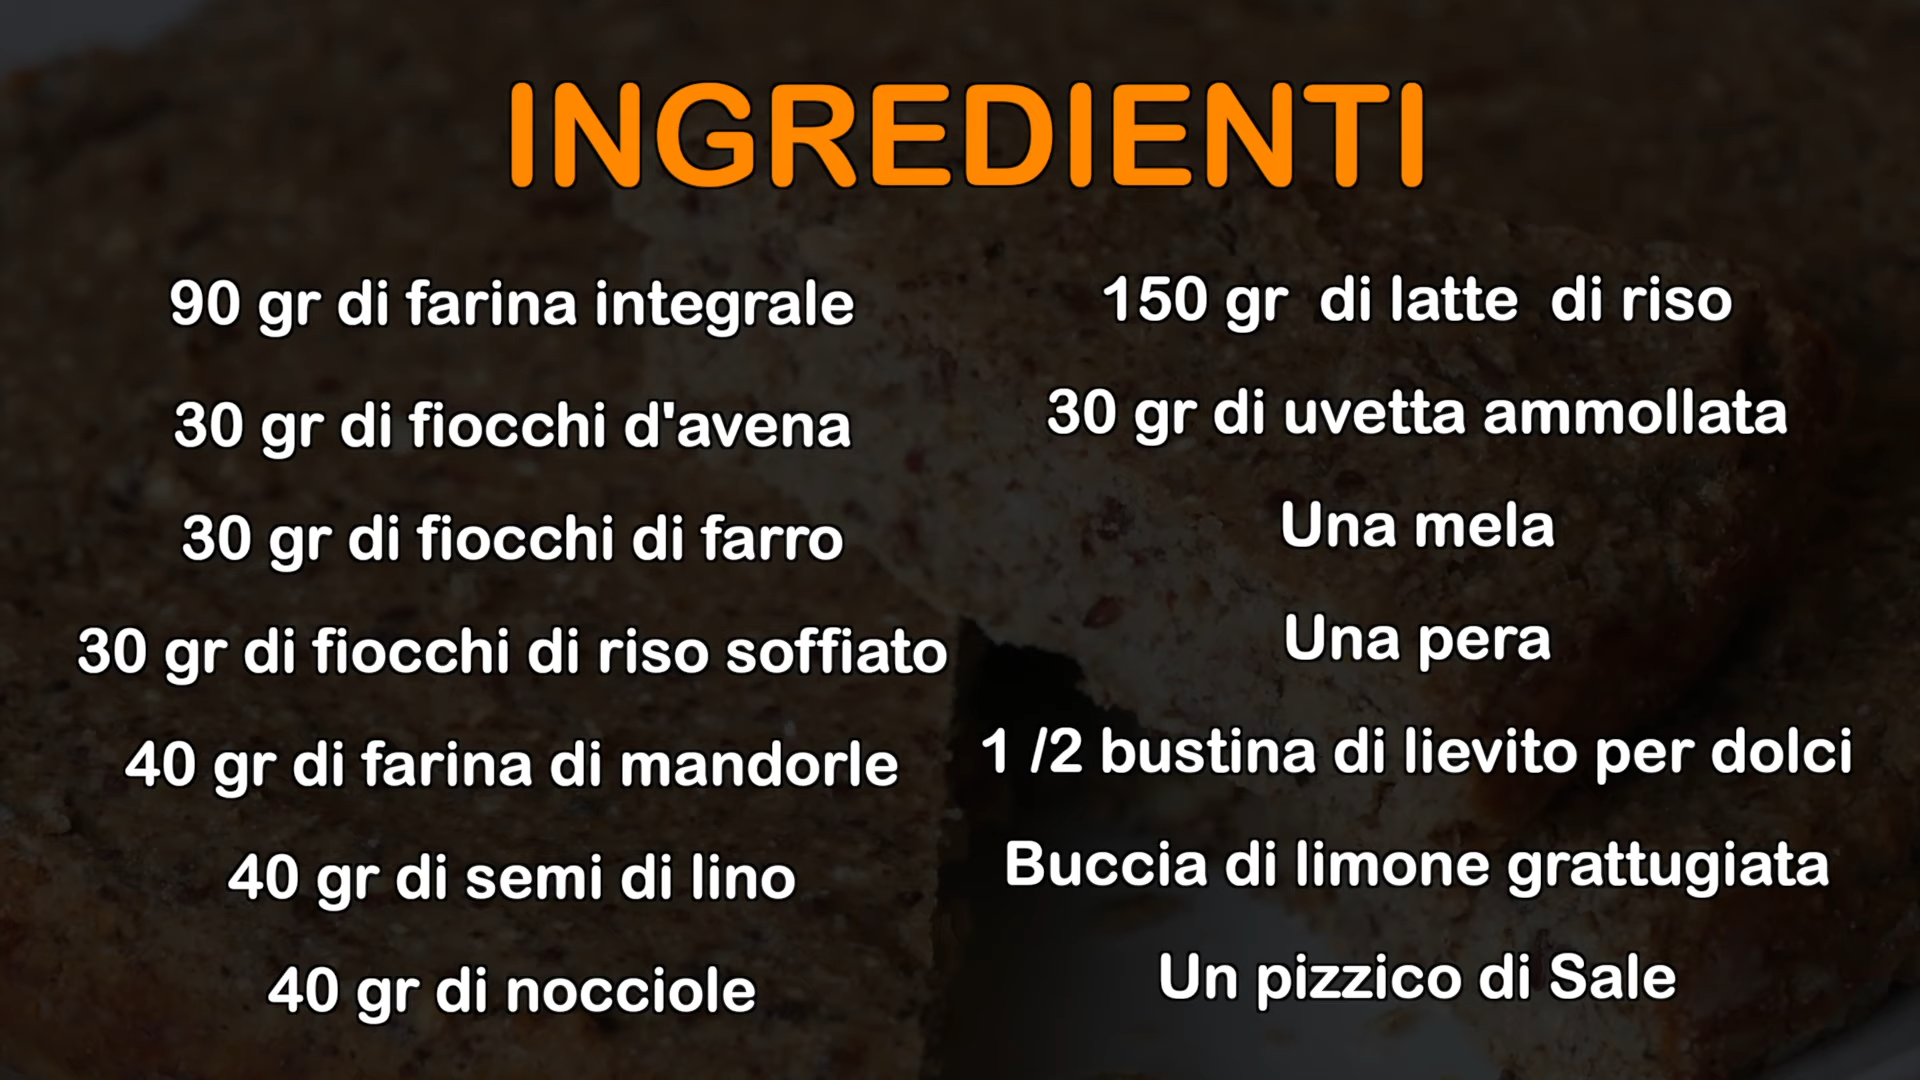 INGREDIENTI
90 gr di farina integrale
30 gr di fiocchi d'avena
30 gr di fiocchi di farro
30 gr di fiocchi di riso soffiato
40 gr di farina di mandorle
40 gr di semi di lino
40 gr di nocciole
150 gr  di latte  di riso
30 gr di uvetta ammollata
Una mela
Una pera
1 /2 bustina di lievito per dolci
Buccia di limone grattugiata
Un pizzico di Sale